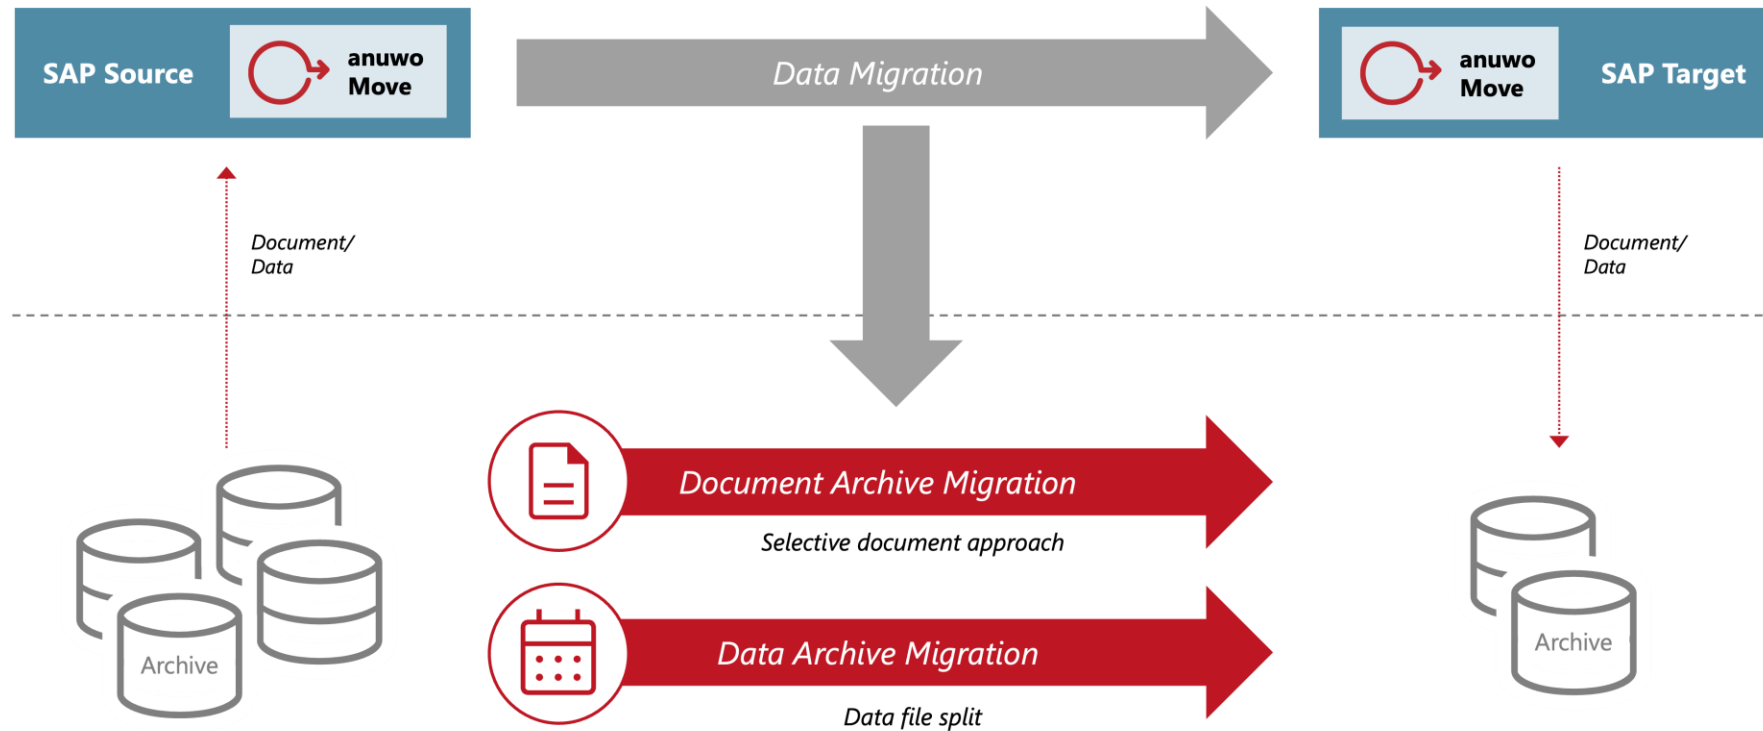 SAP Source
anuwo
Move
Data Migration
anuwo
Move
SAP Target
Document/
Data
Document/
Data
Document Archive Migration
Selective document approach
Archive
Archive
Data Archive Migration
Data file split